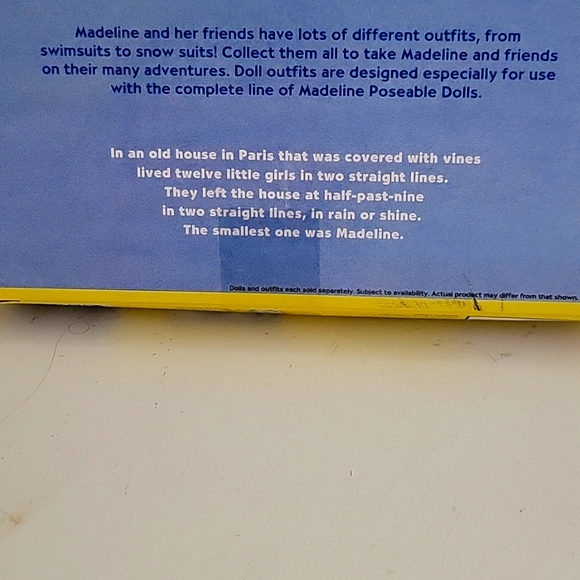 Madeline and her friends have lots of different outfits, from
swimsuits to snow suits! Collect them all to take Madeline and friends
on their many adventures. Doll outfits are designed especially for use
with the complete line of Madeline Poseable Dolls.
In an old house in Paris that was covered with vines
lived twelve little girls in two straight lines.
They left the house at half-past-nine
in two straight lines, in rain or shine.
The smallest one was Madeline.
Dolls and outfits each sold separately. Subject to availability. Actual product may differ from that shown.